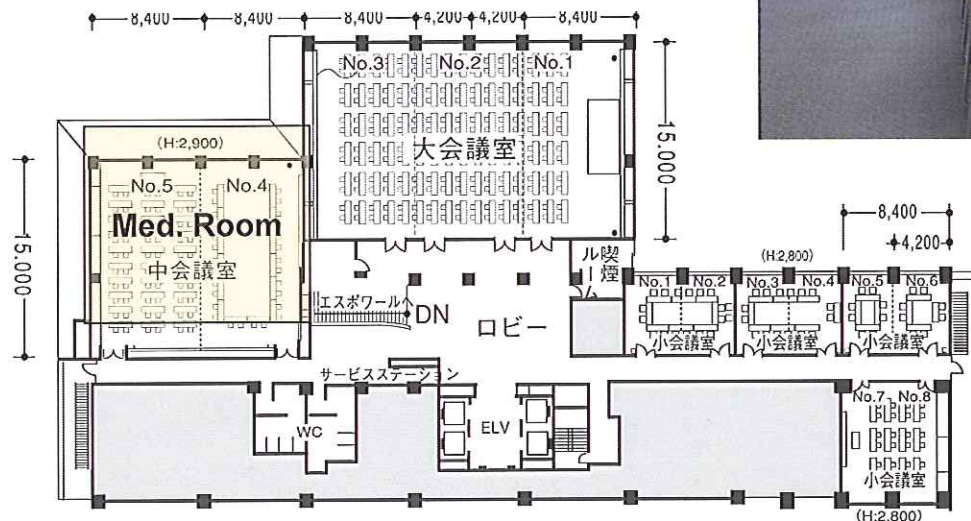 8,400 8,400 8,400 4,200 4,200 8,400
No.3 No.2 No.1
大会議室
15.000
(H:2,900)
No.5 No.4
Med. Room
中会議室
15.000
8,400
4,200
喫煙
ルーム
(H:2,800)
エスポワールへ
DN
ロビー
No.1 No.2 No.3 No.4 No.5 No.6
小会議室 小会議室 小会議室
サービスステーション
WC
ELV
No.7 No.8
小会議室
(H:2,800)